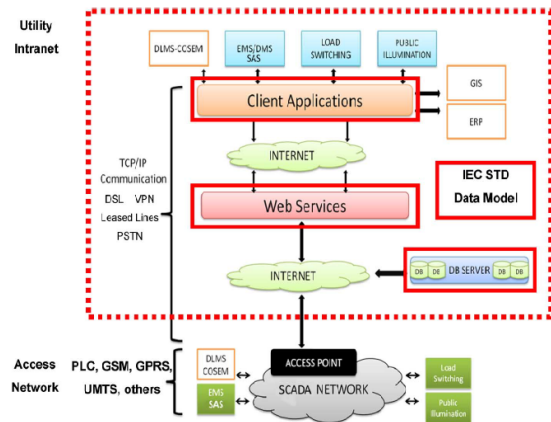 Utility
Intranet
DLMS-COSEM
EMS/DMS
SAS
LOAD
SWITCHING
PUBLIC
ILLUMINATION
Client Applications
GIS
ERP
INTERNET
TCP/IP
Communication
DSL VPN
Leased Lines
PSTN
IEC STD
Data Model
Web Services
INTERNET
DB DB DB SERVER DB DB
Access
Network
PLC, GSM, GPRS,
UMTS, others
DLMS
COSEM
EMS
SAS
ACCESS POINT
SCADA NETWORK
Load
Switching
Public
Illumination